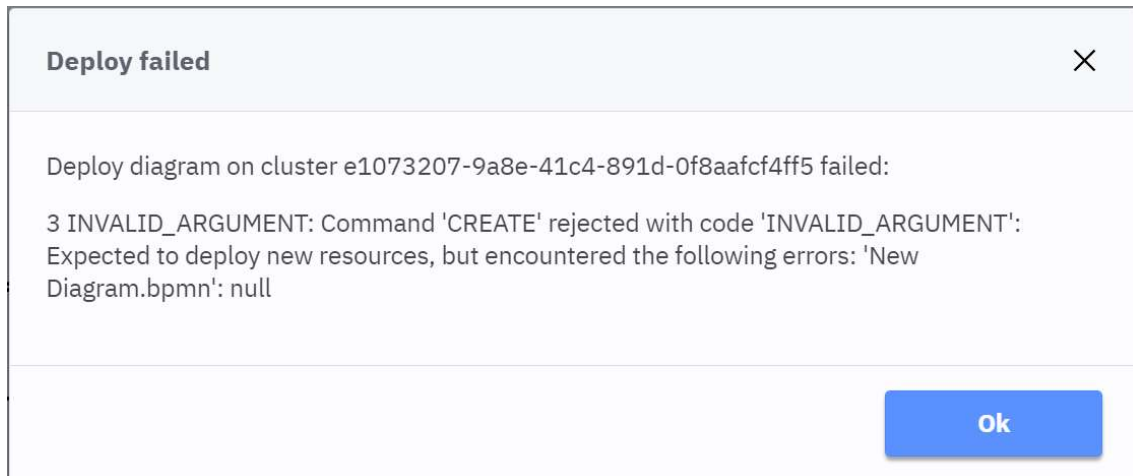 Deploy failed
Deploy diagram on cluster e1073207-9a8e-41c4-891d-0f8aafcf4ff5 failed:
3 INVALID_ARGUMENT: Command 'CREATE' rejected with code 'INVALID_ARGUMENT':
Expected to deploy new resources, but encountered the following errors: 'New
Diagram.bpmn': null
Ok